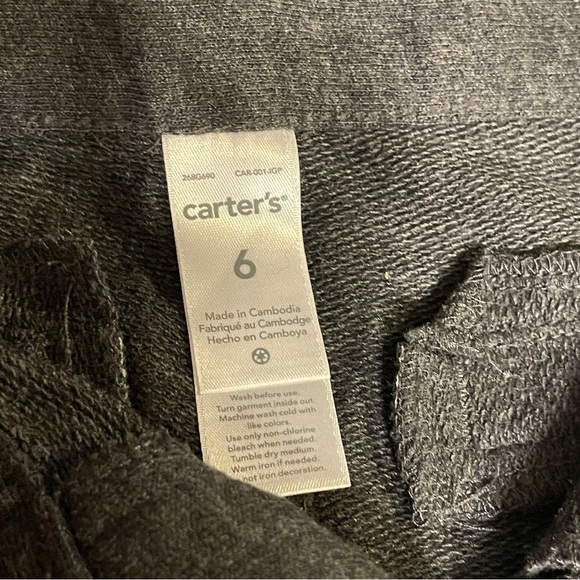 268G690 CAR-001-IGP
carter's®
6
Made in Cambodia
Fabriqué au Cambodge
Hecho en Camboya
Wash before use.
Turn garment inside out.
Machine wash cold with
like colors.
Use only non-chlorine
bleach when needed.
Tumble dry medium.
Warm iron if needed.
not iron decoration.